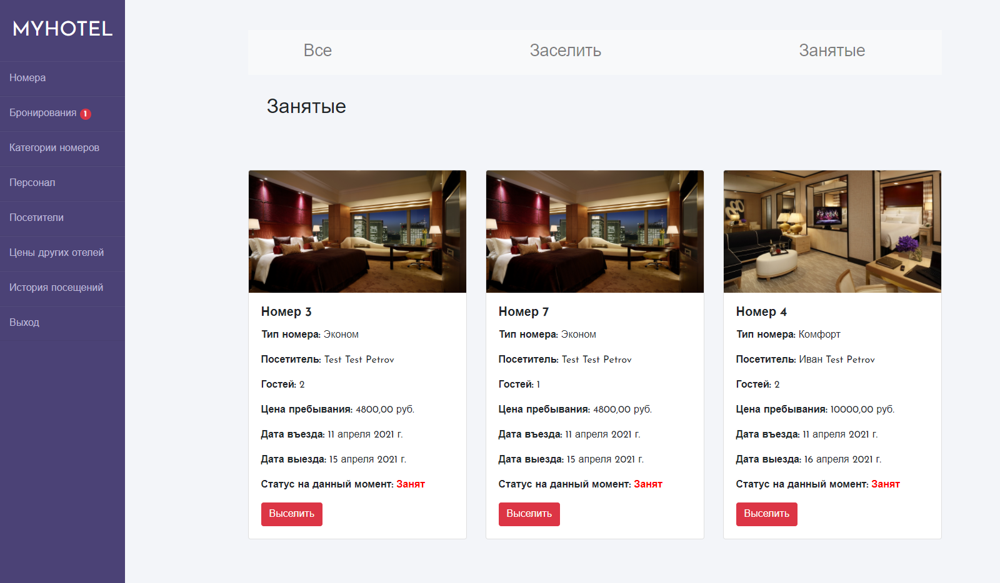 MYHOTEL
Номера
Бронирования 1
Категории номеров
Персонал
Посетители
Цены других отелей
История посещений
Выход
Все
Заселить
Занятые
Занятые
Номер 3
Тип номера: Эконом
Посетитель: Test Test Petrov
Гостей: 2
Цена пребывания: 4800,00 руб.
Дата въезда: 11 апреля 2021 г.
Дата выезда: 15 апреля 2021 г.
Статус на данный момент: Занят
Выселить
Номер 7
Тип номера: Эконом
Посетитель: Test Test Petrov
Гостей: 1
Цена пребывания: 4800,00 руб.
Дата въезда: 11 апреля 2021 г.
Дата выезда: 15 апреля 2021 г.
Статус на данный момент: Занят
Выселить
Номер 4
Тип номера: Комфорт
Посетитель: Иван Test Petrov
Гостей: 2
Цена пребывания: 10000,00 руб.
Дата въезда: 11 апреля 2021 г.
Дата выезда: 16 апреля 2021 г.
Статус на данный момент: Занят
Выселить